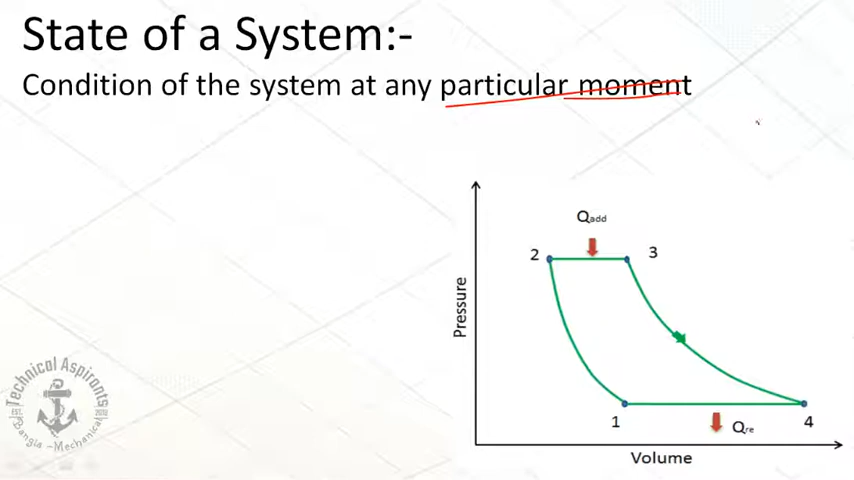 State of a System:-
Condition of the system at any particular moment
Qadd
2
3
Pressure
1
4
Qre
Volume
Technical Aspirants
Bangla -Mechanical